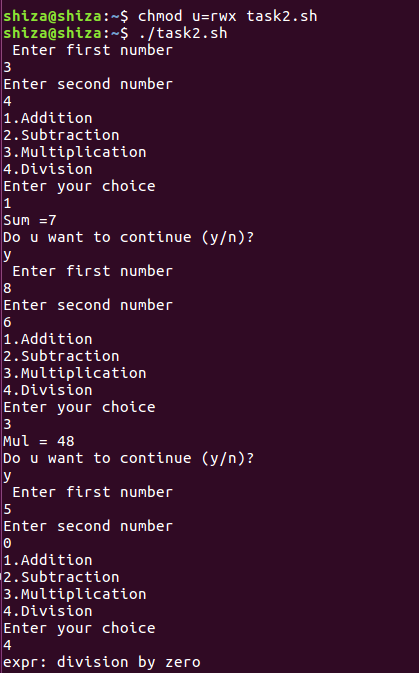 shiza@shiza:~$ chmod u=rwx task2.sh
shiza@shiza:~$ ./task2.sh
Enter first number
3
Enter second number
4
1.Addition
2.Subtraction
3.Multiplication
4.Division
Enter your choice
1
Sum =7
Do u want to continue (y/n)?
y
Enter first number
8
Enter second number
6
1.Addition
2.Subtraction
3.Multiplication
4.Division
Enter your choice
3
Mul = 48
Do u want to continue (y/n)?
y
Enter first number
5
Enter second number
0
1.Addition
2.Subtraction
3.Multiplication
4.Division
Enter your choice
4
expr: division by zero